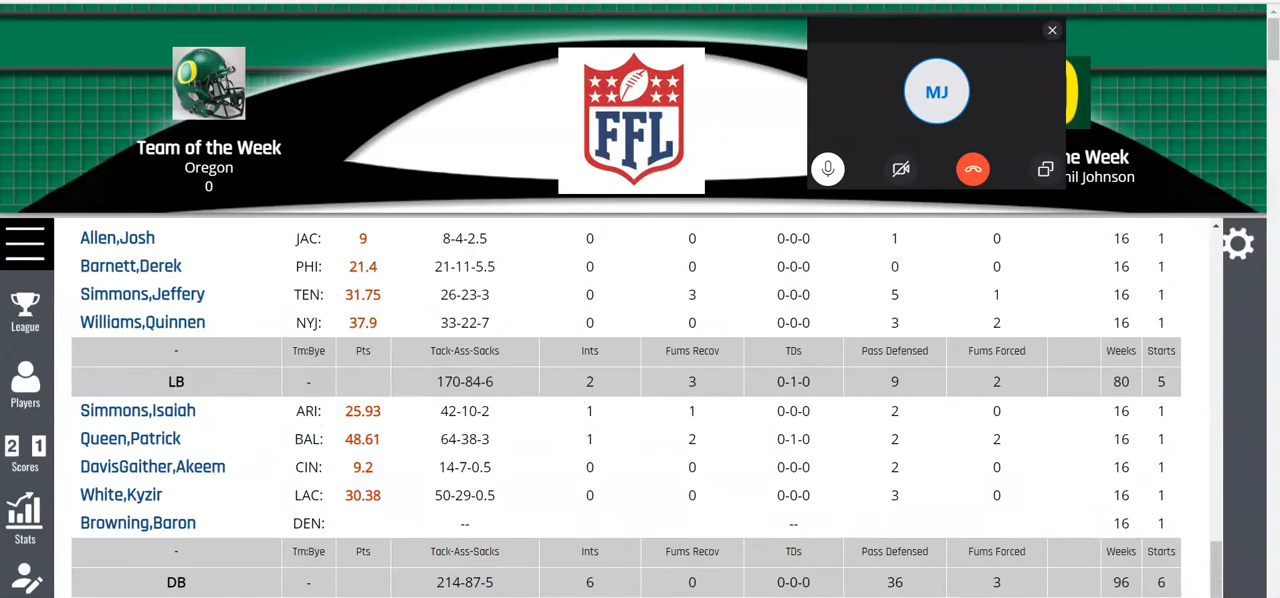 Team of the Week
Oregon
0
FFL
MJ
he Week
hil Johnson
Allen,Josh JAC: 9 8-4-2.5 0 0 0-0-0 1 0 16 1
Barnett,Derek PHI: 21.4 21-11-5.5 0 0 0-0-0 0 0 16 1
Simmons,Jeffery TEN: 31.75 26-23-3 0 3 0-0-0 5 1 16 1
Williams,Quinnen NYJ: 37.9 33-22-7 0 0 0-0-0 3 2 16 1
- Tm:Bye Pts Tack-Ass-Sacks Ints Fums Recov TDs Pass Defensed Fums Forced Weeks Starts
LB - 170-84-6 2 3 0-1-0 9 2 80 5
Simmons,Isaiah ARI: 25.93 42-10-2 1 1 0-0-0 2 0 16 1
Queen,Patrick BAL: 48.61 64-38-3 1 2 0-1-0 2 2 16 1
DavisGaither,Akeem CIN: 9.2 14-7-0.5 0 0 0-0-0 2 0 16 1
White,Kyzir LAC: 30.38 50-29-0.5 0 0 0-0-0 3 0 16 1
Browning,Baron DEN: -- -- 16 1
- Tm:Bye Pts Tack-Ass-Sacks Ints Fums Recov TDs Pass Defensed Fums Forced Weeks Starts
DB - 214-87-5 6 0 0-0-0 36 3 96 6
League
Players
2 1
Scores
Stats